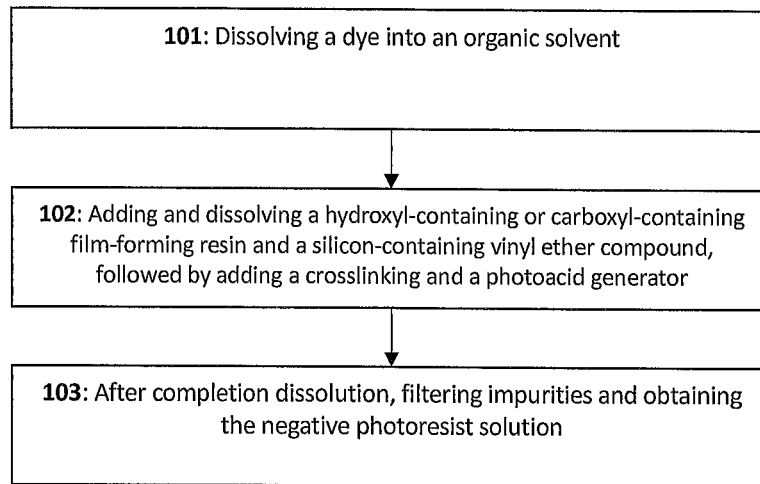 101: Dissolving a dye into an organic solvent
102: Adding and dissolving a hydroxyl-containing or carboxyl-containing
film-forming resin and a silicon-containing vinyl ether compound,
followed by adding a crosslinking and a photoacid generator
103: After completion dissolution, filtering impurities and obtaining
the negative photoresist solution